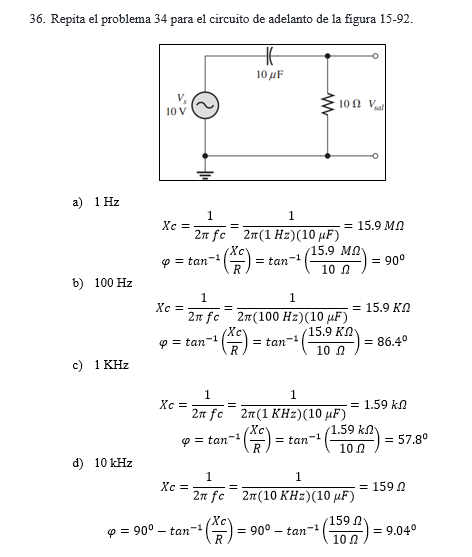 36. Repita el problema 34 para el circuito de adelanto de la figura 15-92.
10 μF
V_s
10 V
10 Ω V_sal
a) 1 Hz
Xc = 1/(2π fc) = 1/(2π(1 Hz)(10 μF)) = 15.9 MΩ
φ = tan⁻¹(Xc/R) = tan⁻¹(15.9 MΩ/10 Ω) = 90⁰
b) 100 Hz
Xc = 1/(2π fc) = 1/(2π(100 Hz)(10 μF)) = 15.9 KΩ
φ = tan⁻¹(Xc/R) = tan⁻¹(15.9 KΩ/10 Ω) = 86.4⁰
c) 1 KHz
Xc = 1/(2π fc) = 1/(2π(1 KHz)(10 μF)) = 1.59 kΩ
φ = tan⁻¹(Xc/R) = tan⁻¹(1.59 kΩ/10 Ω) = 57.8⁰
d) 10 kHz
Xc = 1/(2π fc) = 1/(2π(10 KHz)(10 μF)) = 159 Ω
φ = 90⁰ − tan⁻¹(Xc/R) = 90⁰ − tan⁻¹(159 Ω/10 Ω) = 9.04⁰